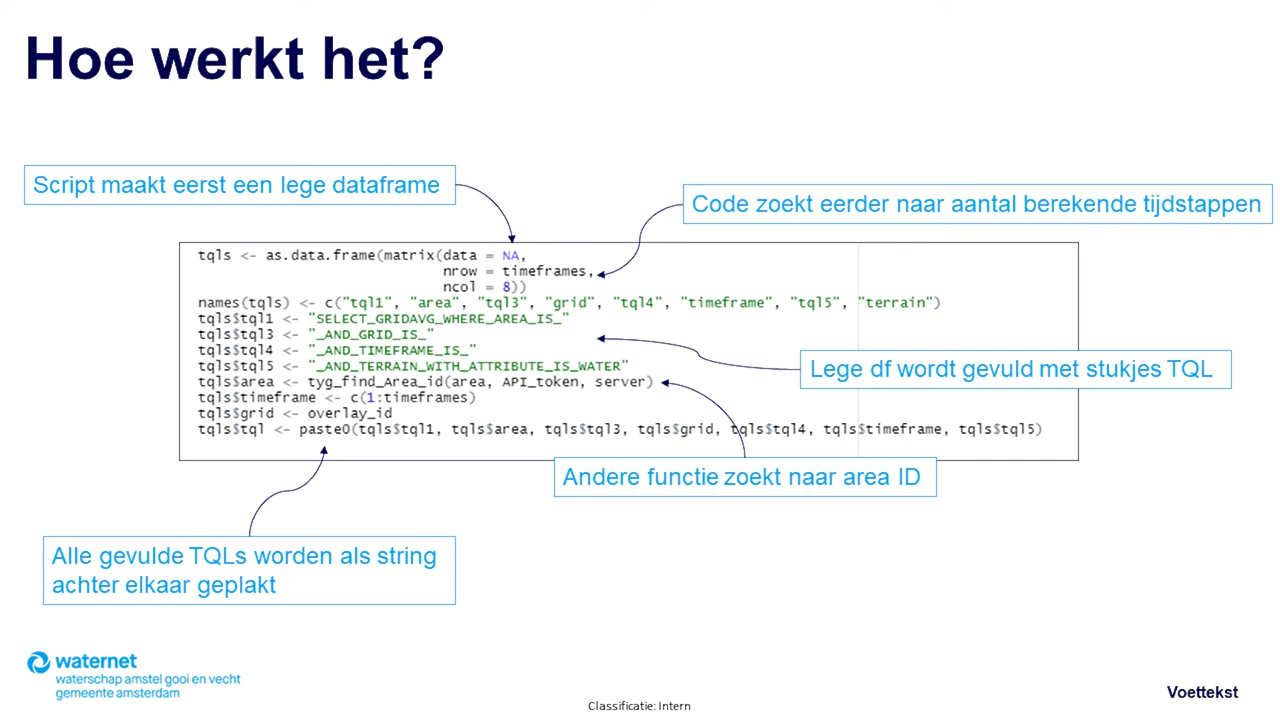 Hoe werkt het?
Script maakt eerst een lege dataframe
Code zoekt eerder naar aantal berekende tijdstappen
tqls <- as.data.frame(matrix(data = NA,
nrow = timeframes,
ncol = 8))
names(tqls) <- c("tql1", "area", "tql3", "grid", "tql4", "timeframe", "tql5", "terrain")
tqls$tql1 <- "SELECT_GRIDAVG_WHERE_AREA_IS_"
tqls$tql3 <- "_AND_GRID_IS_"
tqls$tql4 <- "_AND_TIMEFRAME_IS_"
tqls$tql5 <- "_AND_TERRAIN_WITH_ATTRIBUTE_IS_WATER"
tqls$area <- tyg_find_Area_id(area, API_token, server)
tqls$timeframe <- c(1:timeframes)
tqls$grid <- overlay_id
tqls$tql <- paste0(tqls$tql1, tqls$area, tqls$tql3, tqls$grid, tqls$tql4, tqls$timeframe, tqls$tql5)
Lege df wordt gevuld met stukjes TQL
Andere functie zoekt naar area ID
Alle gevulde TQLs worden als string
achter elkaar geplakt
waternet
waterschap amstel gooi en vecht
gemeente amsterdam
Classificatie: Intern
Voettekst